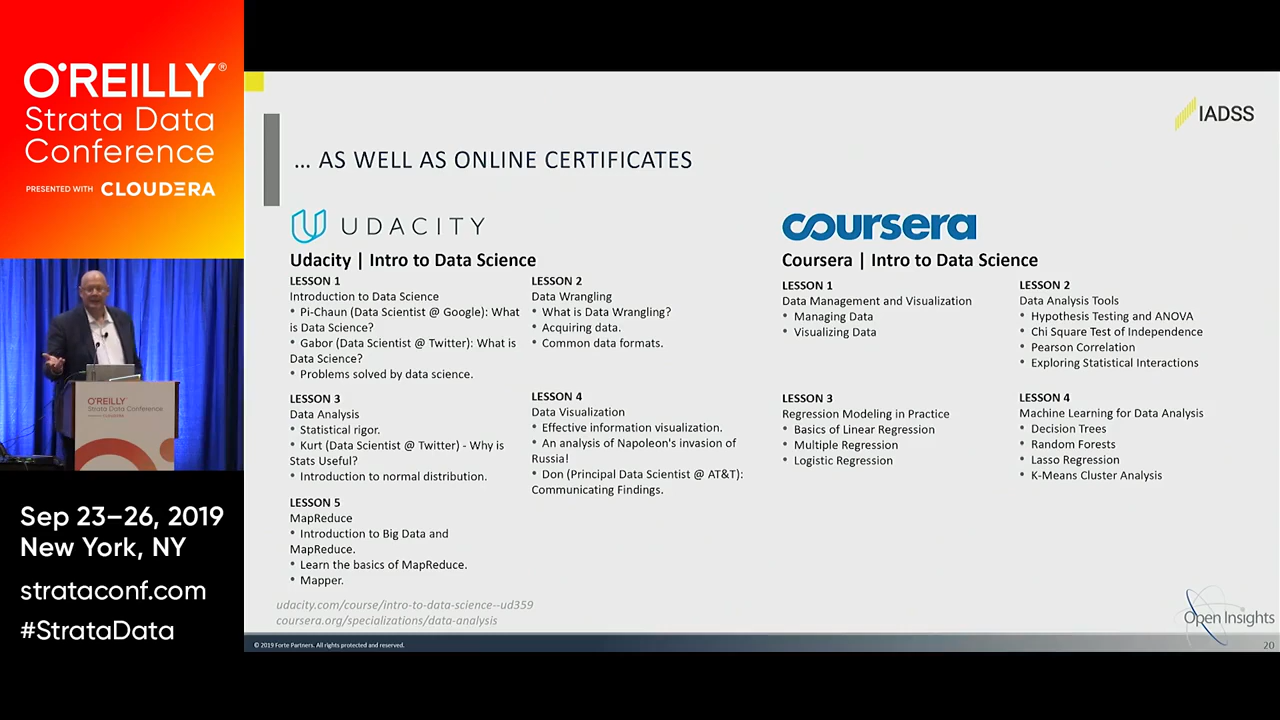 O'REILLY®
Strata Data
Conference
PRESENTED WITH CLOUDERA
O'REILLY
Strata Data Conference
Sep 23–26, 2019
New York, NY
strataconf.com
#StrataData
IADSS
... AS WELL AS ONLINE CERTIFICATES
UDACITY
Udacity | Intro to Data Science
LESSON 1
Introduction to Data Science
• Pi-Chaun (Data Scientist @ Google): What
is Data Science?
• Gabor (Data Scientist @ Twitter): What is
Data Science?
• Problems solved by data science.
LESSON 2
Data Wrangling
• What is Data Wrangling?
• Acquiring data.
• Common data formats.
LESSON 3
Data Analysis
• Statistical rigor.
• Kurt (Data Scientist @ Twitter) - Why is
Stats Useful?
• Introduction to normal distribution.
LESSON 4
Data Visualization
• Effective information visualization.
• An analysis of Napoleon's invasion of
Russia!
• Don (Principal Data Scientist @ AT&T):
Communicating Findings.
LESSON 5
MapReduce
• Introduction to Big Data and
MapReduce.
• Learn the basics of MapReduce.
• Mapper.
coursera
Coursera | Intro to Data Science
LESSON 1
Data Management and Visualization
• Managing Data
• Visualizing Data
LESSON 2
Data Analysis Tools
• Hypothesis Testing and ANOVA
• Chi Square Test of Independence
• Pearson Correlation
• Exploring Statistical Interactions
LESSON 3
Regression Modeling in Practice
• Basics of Linear Regression
• Multiple Regression
• Logistic Regression
LESSON 4
Machine Learning for Data Analysis
• Decision Trees
• Random Forests
• Lasso Regression
• K-Means Cluster Analysis
udacity.com/course/intro-to-data-science--ud359
coursera.org/specializations/data-analysis
Open Insights
© 2019 Forte Partners. All rights protected and reserved.
20